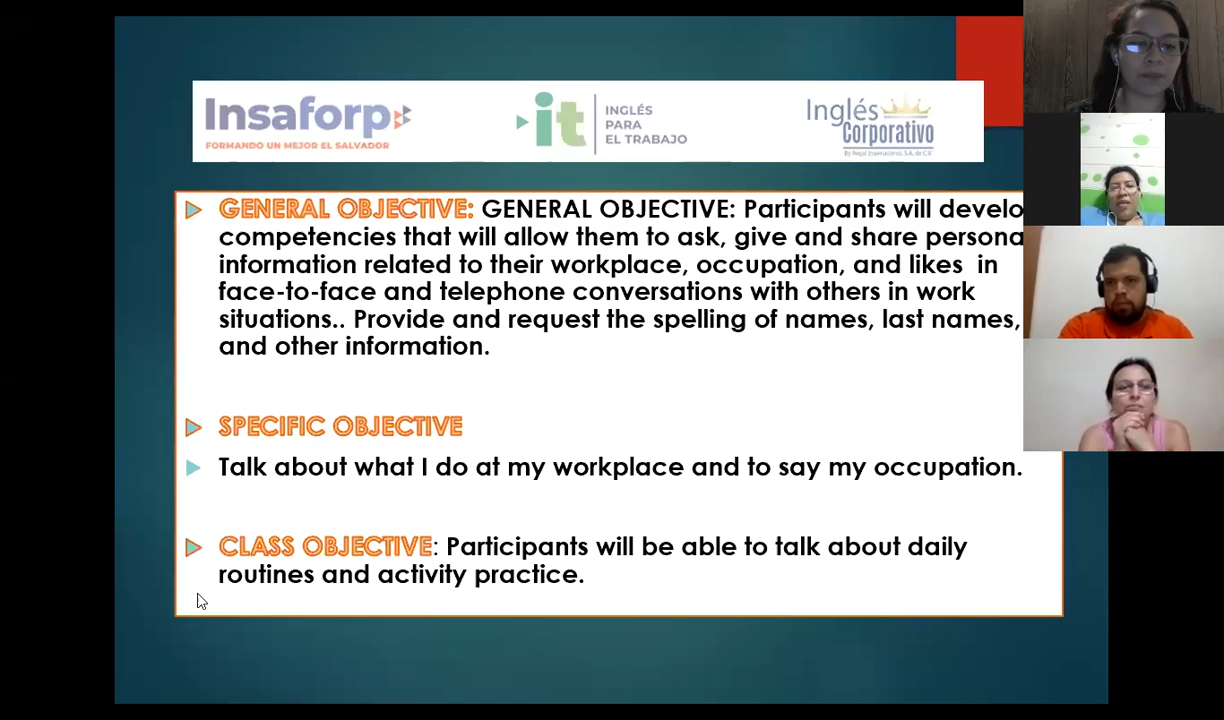 Insaforp
FORMANDO UN MEJOR EL SALVADOR
it
INGLÉS
PARA
EL TRABAJO
Inglés
Corporativo
By Regal International, S.A. de C.V.
GENERAL OBJECTIVE: GENERAL OBJECTIVE: Participants will develo
competencies that will allow them to ask, give and share persona
information related to their workplace, occupation, and likes in
face-to-face and telephone conversations with others in work
situations.. Provide and request the spelling of names, last names,
and other information.
SPECIFIC OBJECTIVE
Talk about what I do at my workplace and to say my occupation.
CLASS OBJECTIVE: Participants will be able to talk about daily
routines and activity practice.